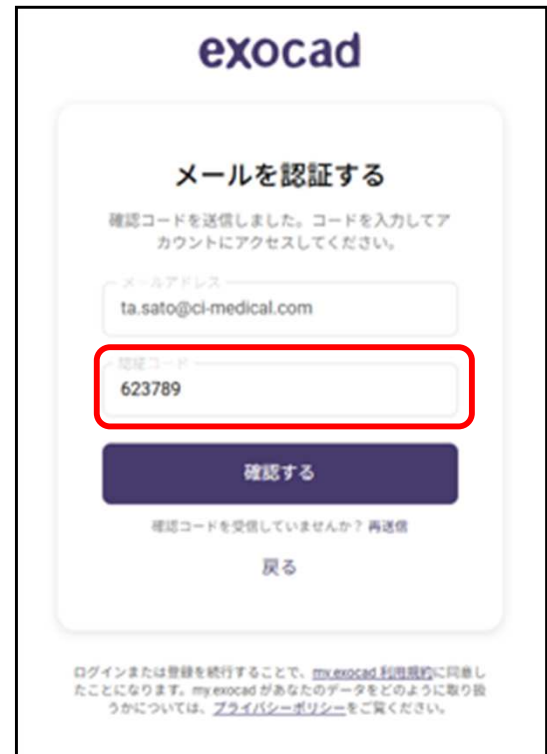 exocad
メールを認証する
確認コードを送信しました。コードを入力してア
カウントにアクセスしてください。
メールアドレス
ta.sato@ci-medical.com
認証コード
623789
確認する
確認コードを受信していませんか？ 再送信
戻る
ログインまたは登録を続行することで、my.exocad 利用規約に同意し
たことになります。my.exocad があなたのデータをどのように取り扱
うかについては、プライバシーポリシーをご覧ください。